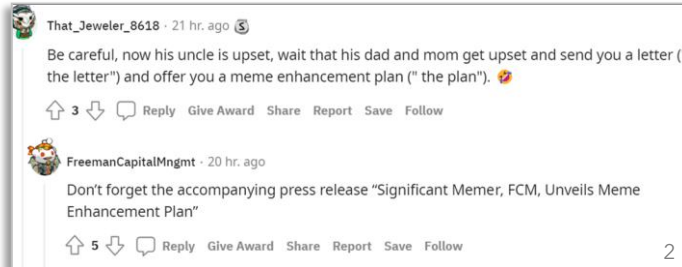 That_Jeweler_8618 · 21 hr. ago
Be careful, now his uncle is upset, wait that his dad and mom get upset and send you a letter (
the letter") and offer you a meme enhancement plan (" the plan"). 🤣
3 Reply Give Award Share Report Save Follow
FreemanCapitalMngmt · 20 hr. ago
Don’t forget the accompanying press release “Significant Memer, FCM, Unveils Meme
Enhancement Plan”
5 Reply Give Award Share Report Save Follow
2